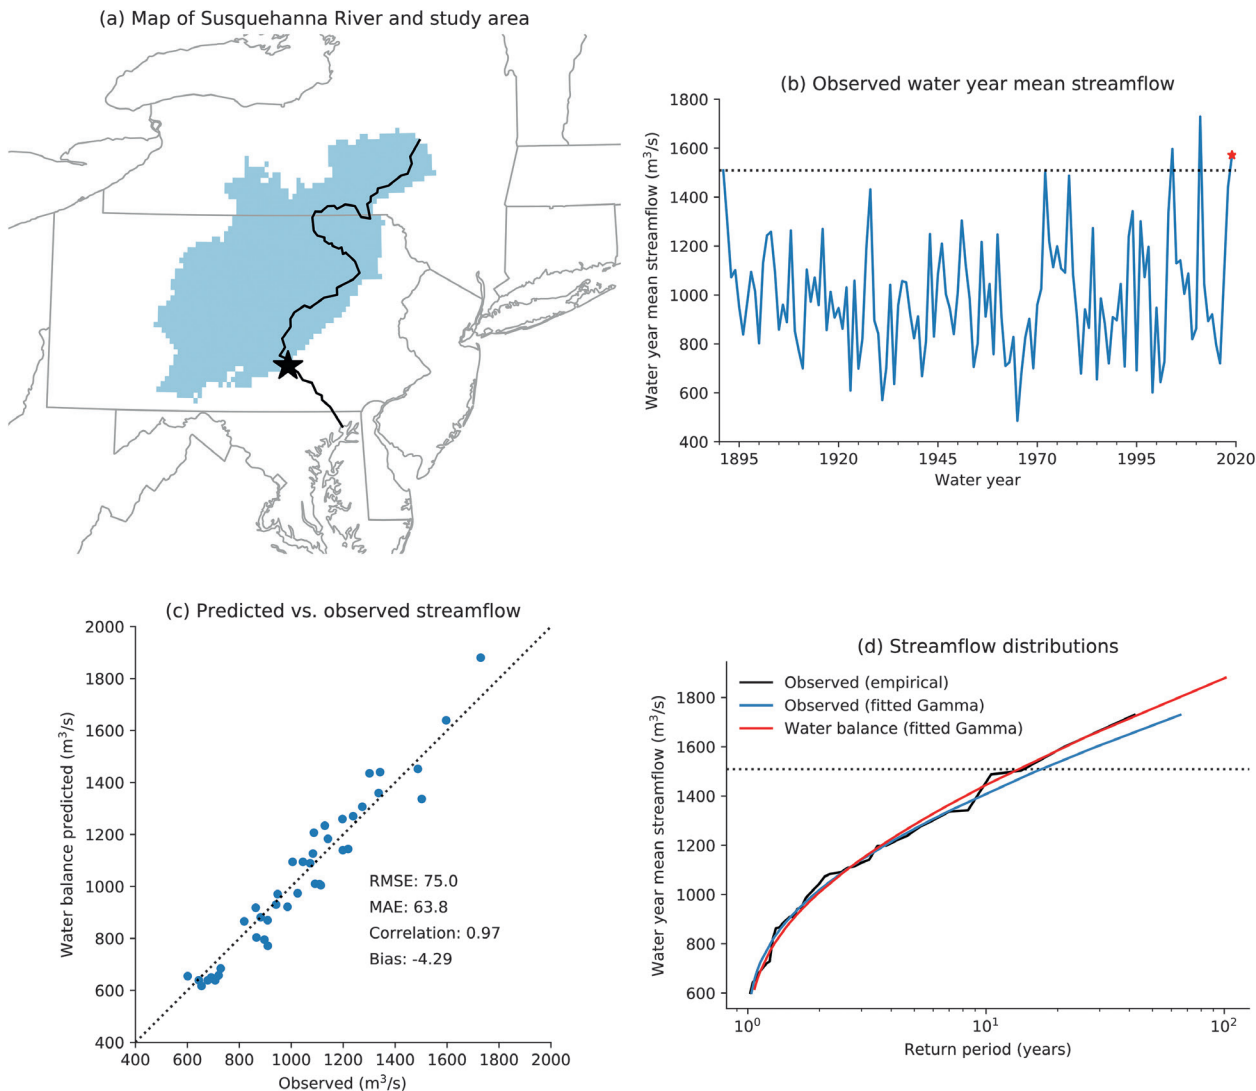 (a) Map of Susquehanna River and study area
(b) Observed water year mean streamflow
Water year mean streamflow (m³/s)
1800
1600
1400
1200
1000
800
600
400
1895 1920 1945 1970 1995 2020
Water year
(c) Predicted vs. observed streamflow
Water balance predicted (m³/s)
2000
1800
1600
1400
1200
1000
800
600
400
RMSE: 75.0
MAE: 63.8
Correlation: 0.97
Bias: -4.29
400 600 800 1000 1200 1400 1600 1800 2000
Observed (m³/s)
(d) Streamflow distributions
Water year mean streamflow (m³/s)
Observed (empirical)
Observed (fitted Gamma)
Water balance (fitted Gamma)
1800
1600
1400
1200
1000
800
600
10⁰ 10¹ 10²
Return period (years)